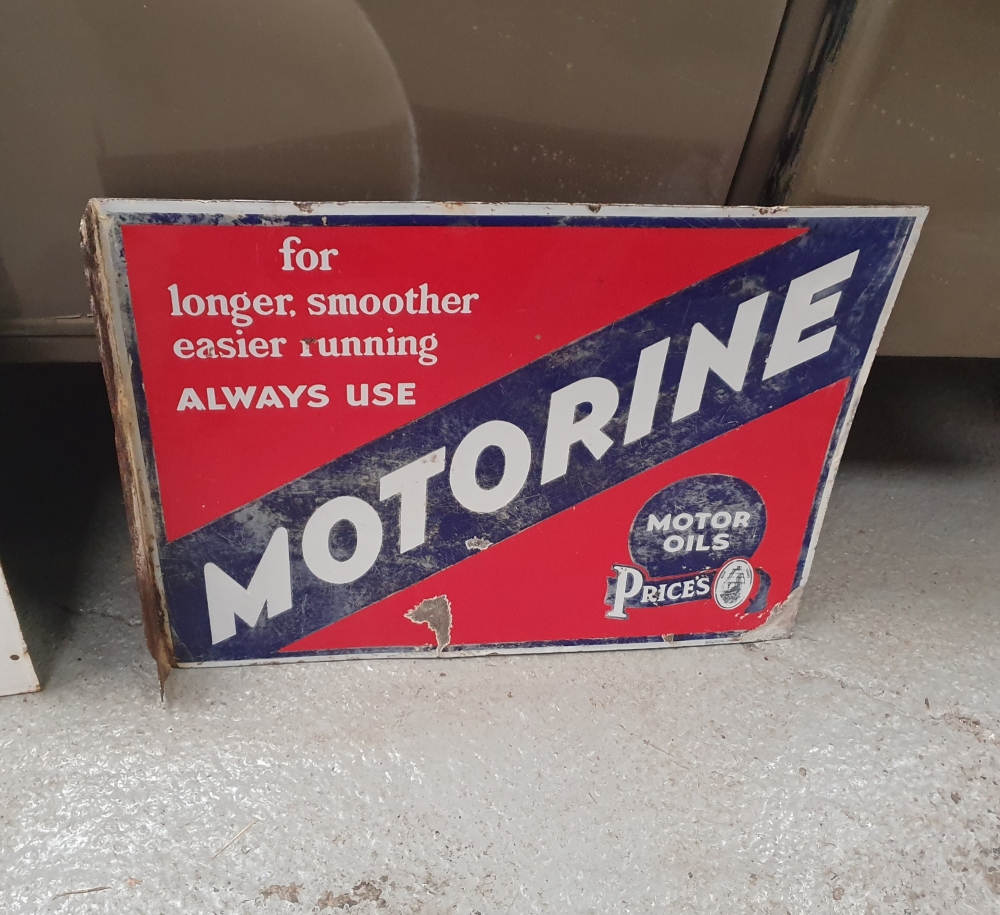 for
longer, smoother
easier running
ALWAYS USE
MOTORINE
MOTOR
OILS
PRICE'S